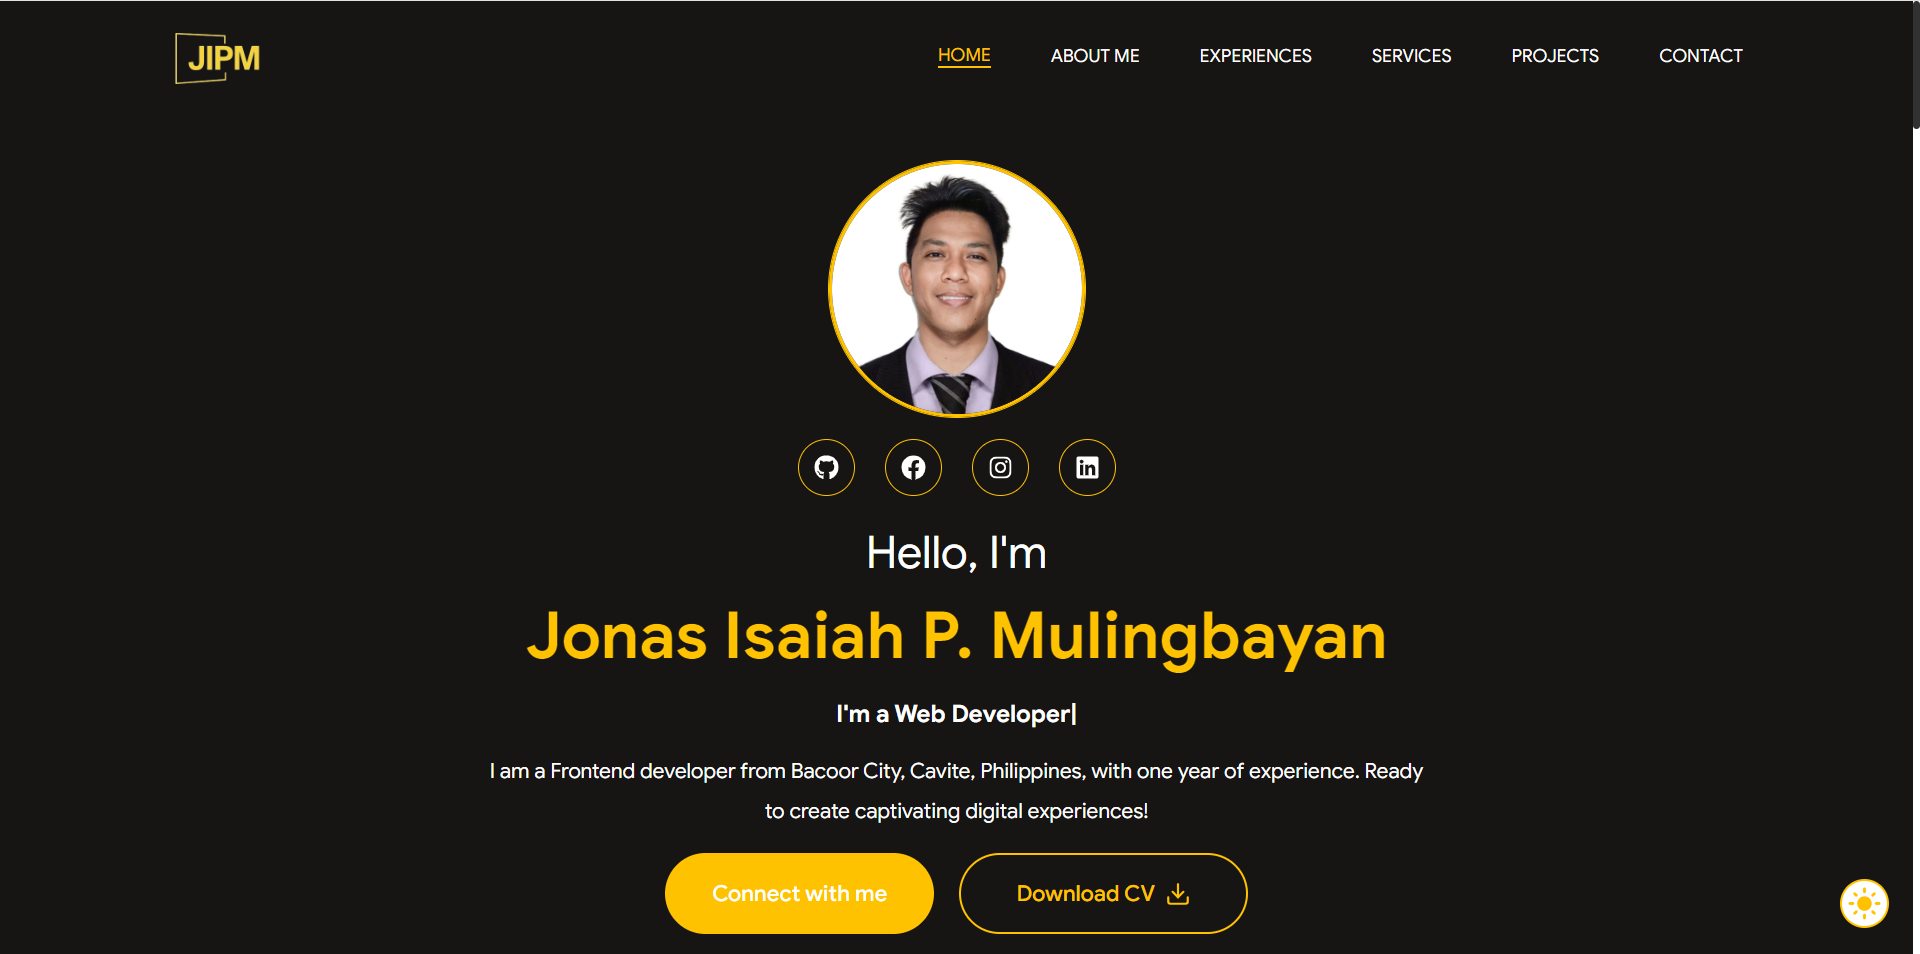 JIPM
HOME ABOUT ME EXPERIENCES SERVICES PROJECTS CONTACT
Hello, I'm
Jonas Isaiah P. Mulingbayan
I'm a Web Developer|
I am a Frontend developer from Bacoor City, Cavite, Philippines, with one year of experience. Ready
to create captivating digital experiences!
Connect with me
Download CV